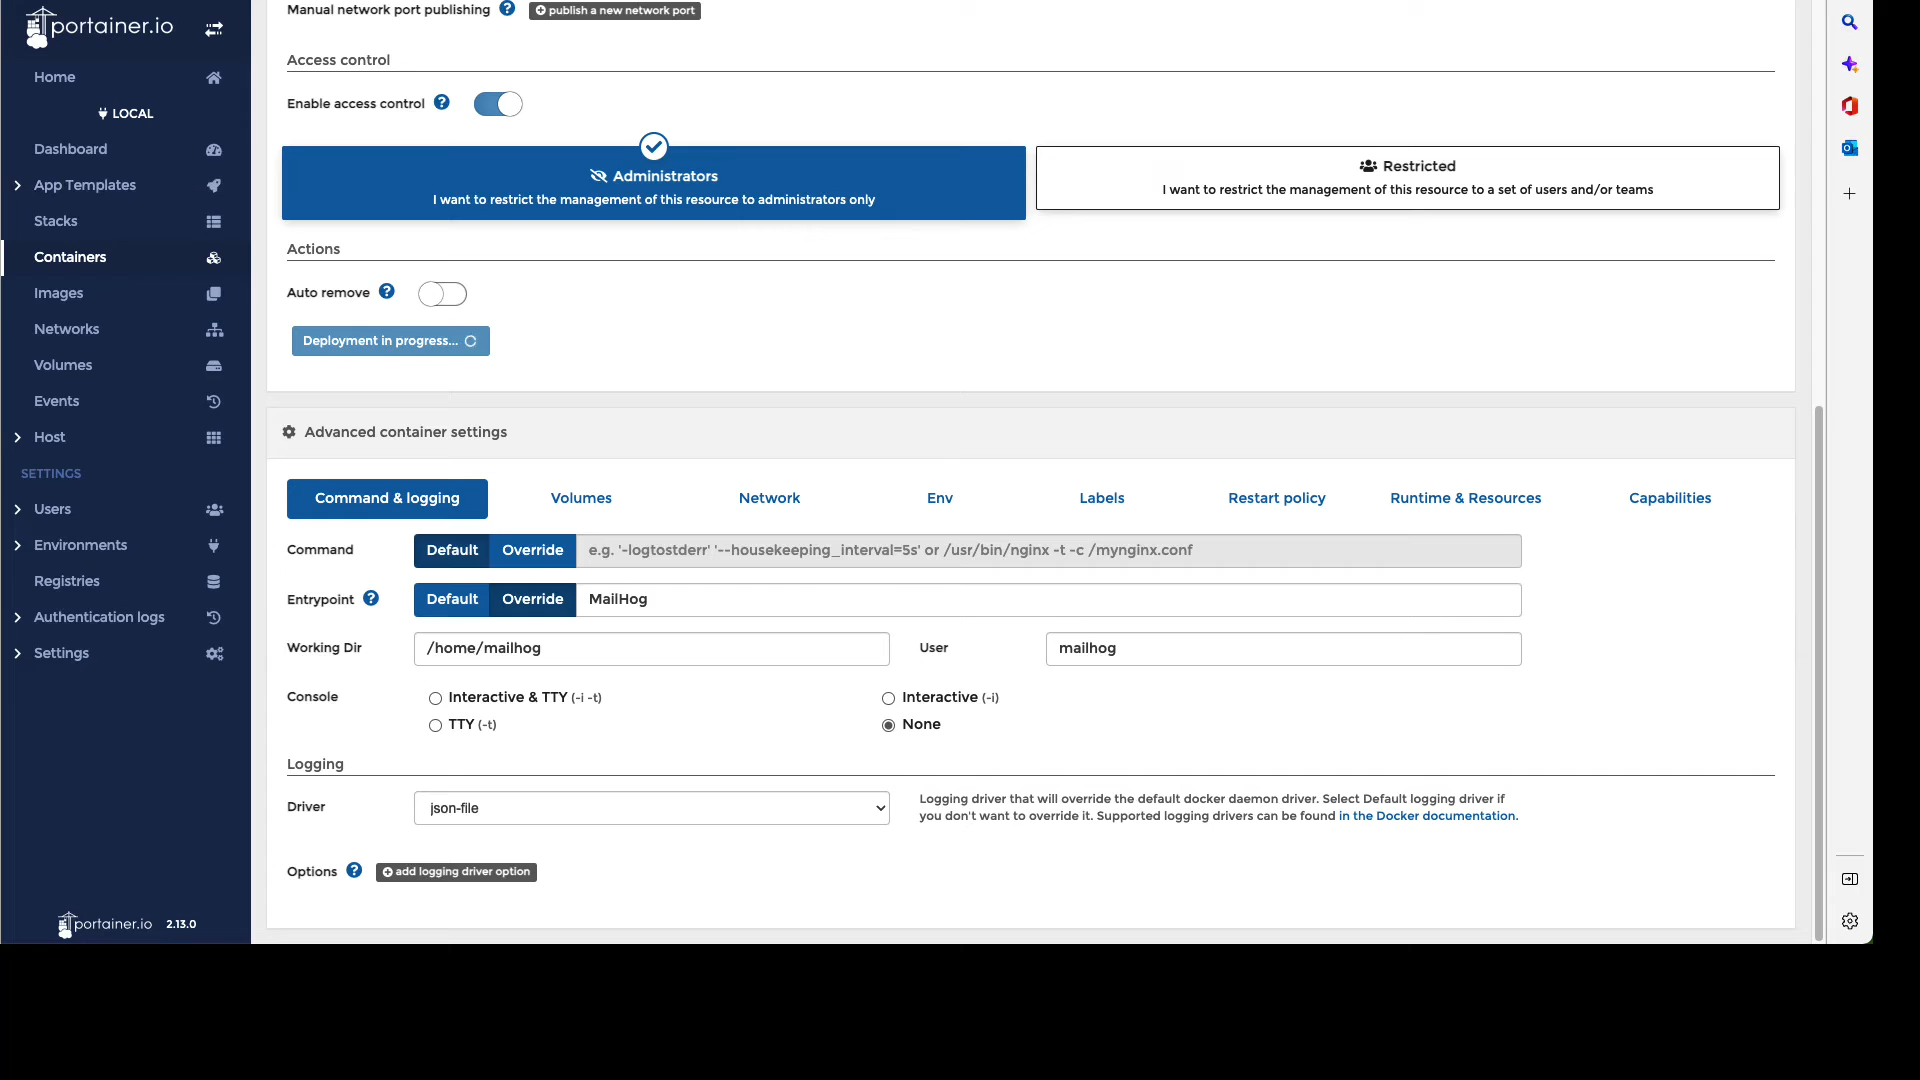 portainer.io
Home
LOCAL
Dashboard
App Templates
Stacks
Containers
Images
Networks
Volumes
Events
Host
SETTINGS
Users
Environments
Registries
Authentication logs
Settings
portainer.io 2.13.0
Manual network port publishing publish a new network port
Access control
Enable access control
Administrators
I want to restrict the management of this resource to administrators only
Restricted
I want to restrict the management of this resource to a set of users and/or teams
Actions
Auto remove
Deployment in progress...
Advanced container settings
Command & logging Volumes Network Env Labels Restart policy Runtime & Resources Capabilities
Command Default Override e.g. '-logtostderr' '--housekeeping_interval=5s' or /usr/bin/nginx -t -c /mynginx.conf
Entrypoint Default Override MailHog
Working Dir /home/mailhog User mailhog
Console Interactive & TTY (-i -t) Interactive (-i)
TTY (-t) None
Logging
Driver json-file
Logging driver that will override the default docker daemon driver. Select Default logging driver if
you don't want to override it. Supported logging drivers can be found in the Docker documentation.
Options add logging driver option